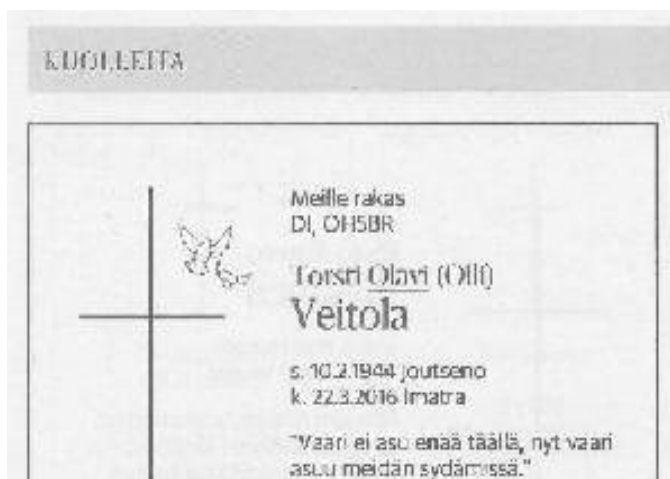 KUOLLEITA
Meille rakas
DI, OH5BR
Torsti Olavi (Olli)
Veitola
s. 10.2.1944 Joutseno
k. 22.3.2016 Imatra
"Vaari ei asu enää täällä, nyt vaari
asuu meidän sydämissä."